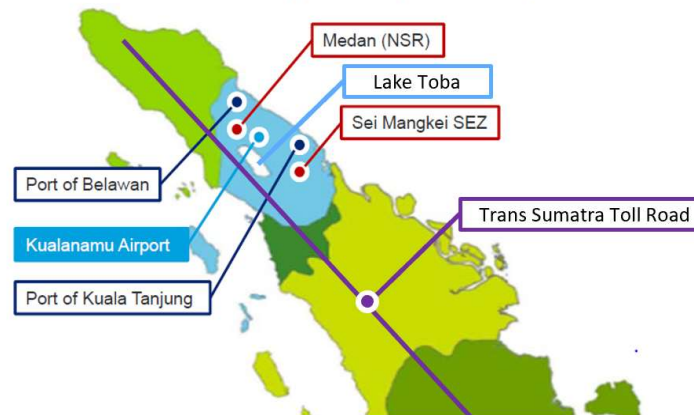 Medan (NSR)
Lake Toba
Sei Mangkei SEZ
Port of Belawan
Trans Sumatra Toll Road
Kualanamu Airport
Port of Kuala Tanjung